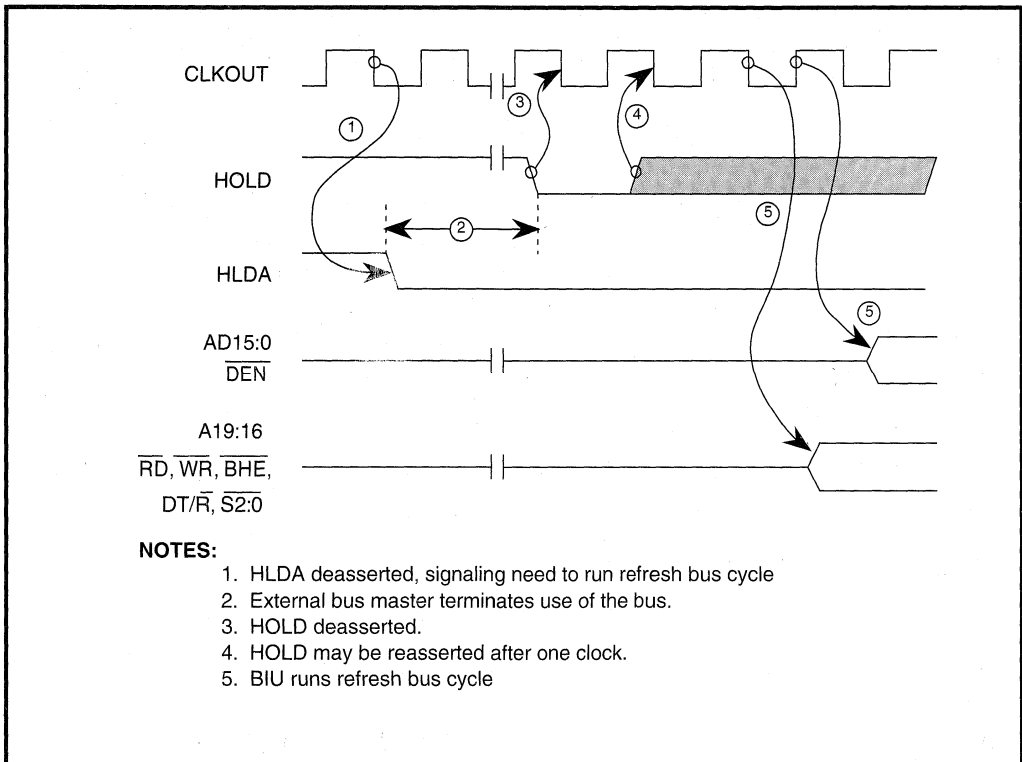 CLKOUT
1
3
4
HOLD
2
5
HLDA
5
AD15:0
DEN
A19:16
RD, WR, BHE,
DT/R, S2:0
NOTES:
1. HLDA deasserted, signaling need to run refresh bus cycle
2. External bus master terminates use of the bus.
3. HOLD deasserted.
4. HOLD may be reasserted after one clock.
5. BIU runs refresh bus cycle